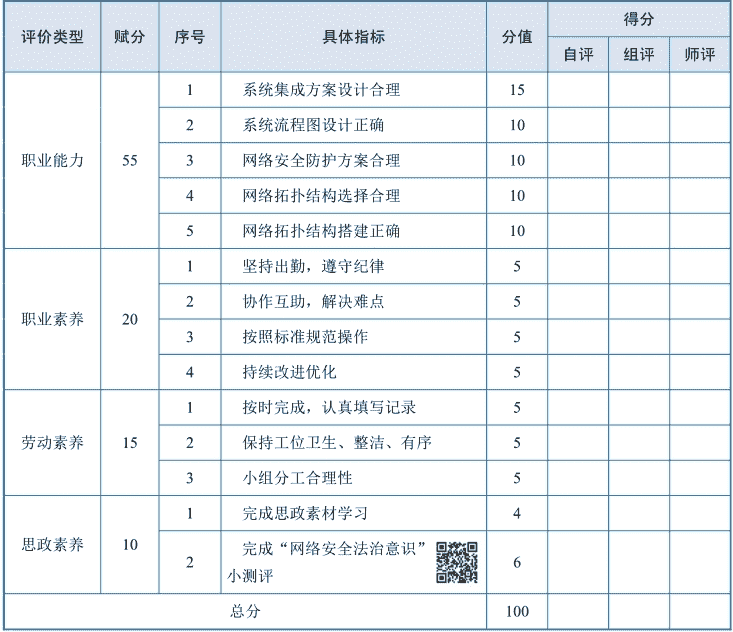 评价类型 赋分 序号 具体指标 分值 得分
自评 组评 师评
职业能力 55 1 系统集成方案设计合理 15
2 系统流程图设计正确 10
3 网络安全防护方案合理 10
4 网络拓扑结构选择合理 10
5 网络拓扑结构搭建正确 10
职业素养 20 1 坚持出勤，遵守纪律 5
2 协作互助，解决难点 5
3 按照标准规范操作 5
4 持续改进优化 5
劳动素养 15 1 按时完成，认真填写记录 5
2 保持工位卫生、整洁、有序 5
3 小组分工合理性 5
思政素养 10 1 完成思政素材学习 4
2 完成“网络安全法治意识” 6
小测评
总分 100